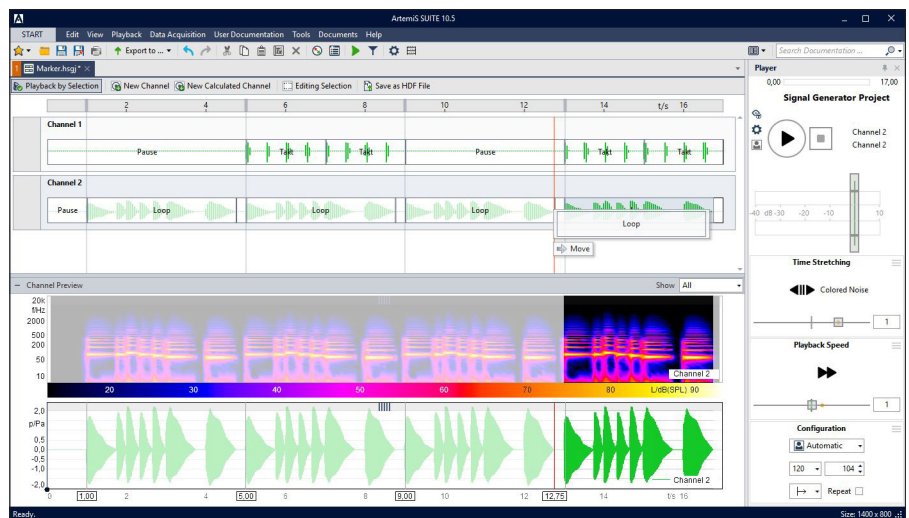 ArtemiS SUITE 10.5
START Edit View Playback Data Acquisition User Documentation Tools Documents Help
Export to ... Search Documentation ...
1 Marker.hsgj* Player
Playback by Selection New Channel New Calculated Channel Editing Selection Save as HDF File
0,00 17,00
Signal Generator Project
2 4 6 8 10 12 14 t/s 16
Channel 1
Pause Takt Takt Pause Takt Takt
Channel 2
Channel 2
Channel 2
Pause Loop Loop Loop
Loop
Move
-40 dB -30 -20 -10 10
Time Stretching
Colored Noise
1
Playback Speed
1
Configuration
Automatic
120 104
Repeat
Channel Preview Show All
20k
f/Hz
2000
500
200
50
10
Channel 2
20 30 40 50 60 70 80 L/dB(SPL) 90
2,0
p/Pa
0,5
0,0
-0,5
-1,0
-2,0
Channel 2
0 1,00 2 4 5,00 6 8 9,00 10 12 12,75 14 t/s 16
Ready. Size: 1400 x 800